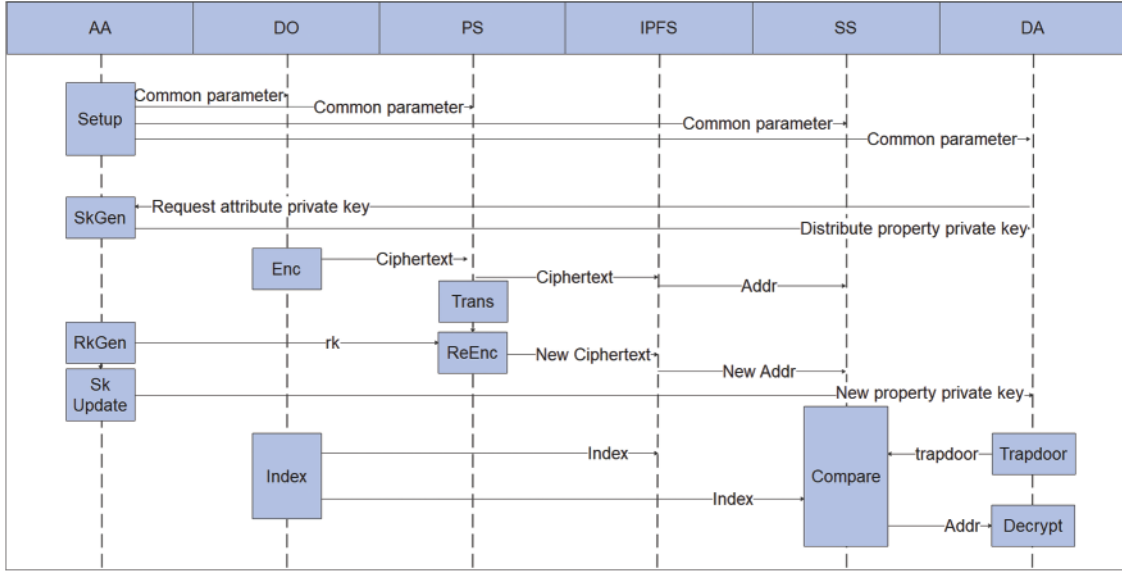 AA
DO
PS
IPFS
SS
DA
Setup
Common parameter
Common parameter
Common parameter
Common parameter
SkGen
Request attribute private key
Distribute property private key
Enc
Ciphertext
Ciphertext
Trans
Addr
RkGen
rk
ReEnc
New Ciphertext
New Addr
Sk
Update
New property private key
Index
Index
Index
Compare
trapdoor
Trapdoor
Addr
Decrypt